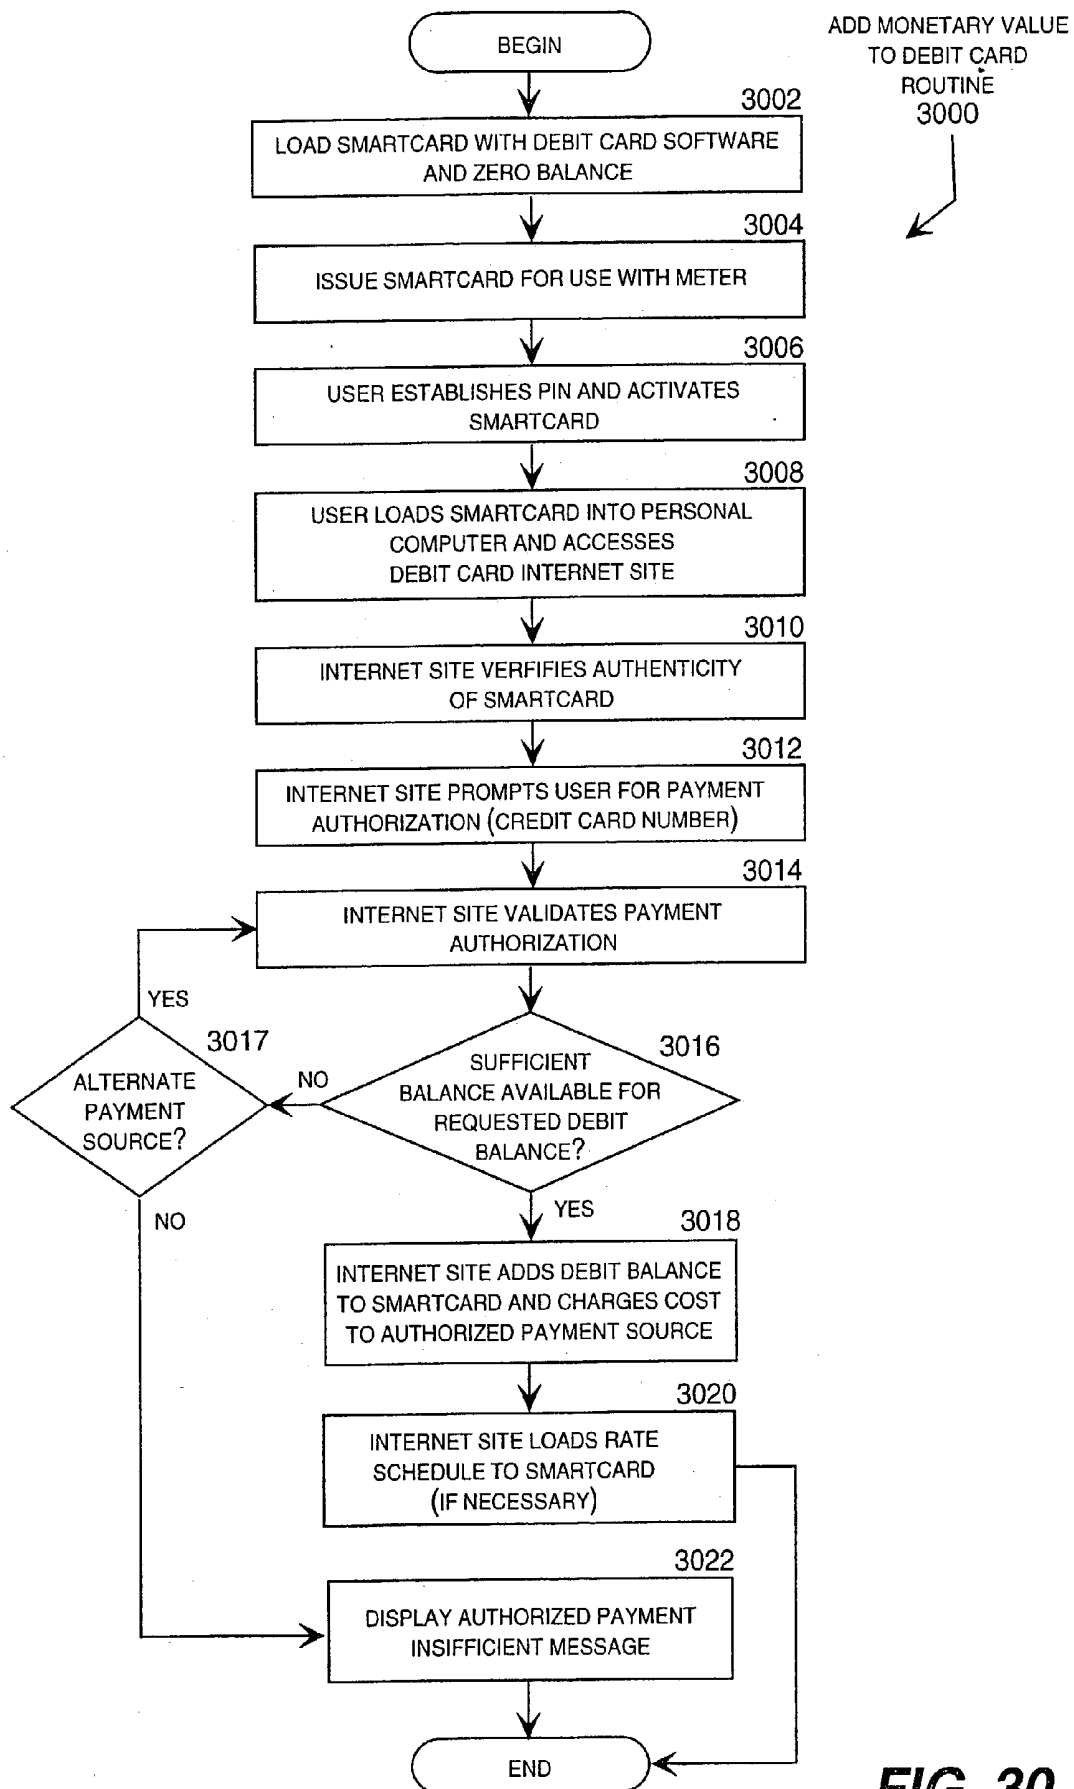 BEGIN
ADD MONETARY VALUE
TO DEBIT CARD
ROUTINE
3000
3002
LOAD SMARTCARD WITH DEBIT CARD SOFTWARE
AND ZERO BALANCE
3004
ISSUE SMARTCARD FOR USE WITH METER
3006
USER ESTABLISHES PIN AND ACTIVATES
SMARTCARD
3008
USER LOADS SMARTCARD INTO PERSONAL
COMPUTER AND ACCESSES
DEBIT CARD INTERNET SITE
3010
INTERNET SITE VERFIFIES AUTHENTICITY
OF SMARTCARD
3012
INTERNET SITE PROMPTS USER FOR PAYMENT
AUTHORIZATION (CREDIT CARD NUMBER)
3014
INTERNET SITE VALIDATES PAYMENT
AUTHORIZATION
YES
3017
ALTERNATE
PAYMENT
SOURCE?
NO
3016
SUFFICIENT
BALANCE AVAILABLE FOR
REQUESTED DEBIT
BALANCE?
YES
NO
3018
INTERNET SITE ADDS DEBIT BALANCE
TO SMARTCARD AND CHARGES COST
TO AUTHORIZED PAYMENT SOURCE
3020
INTERNET SITE LOADS RATE
SCHEDULE TO SMARTCARD
(IF NECESSARY)
3022
DISPLAY AUTHORIZED PAYMENT
INSIFFICIENT MESSAGE
END
FIG. 30